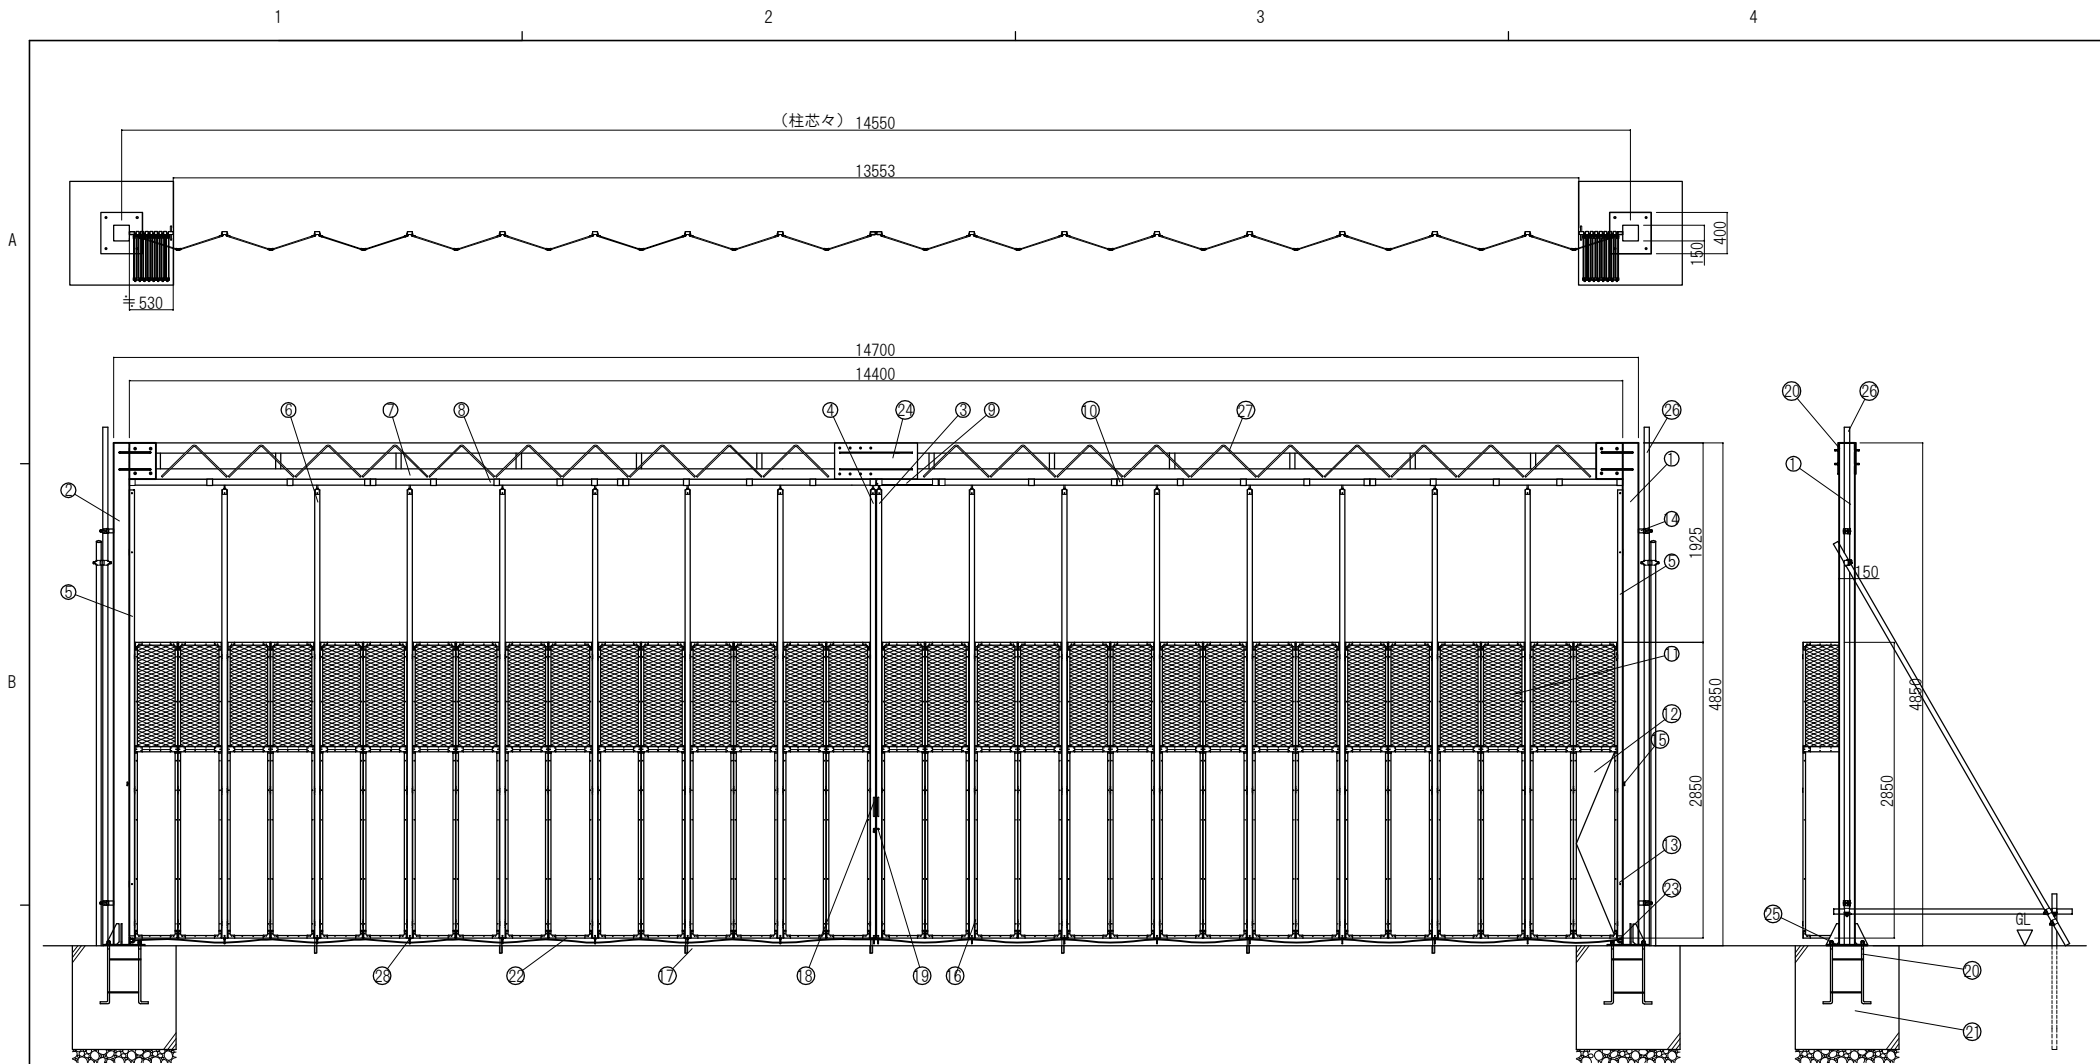 1 2 3 4
A
(柱芯々) 14550
13553
≒530
150
400
14700
14400
⑥ ⑦ ⑧ ④ ㉔ ③ ⑨ ⑩ ㉗ ㉖ ⑳ ㉖
① ①
② ⑭
1925
⑤ ⑤
150
B
⑪
4850 4850
⑫
⑮
2850 2850
⑬
㉓
㉕ GL
㉘ ㉒ ⑰ ⑱ ⑲ ⑯ ⑳
㉑